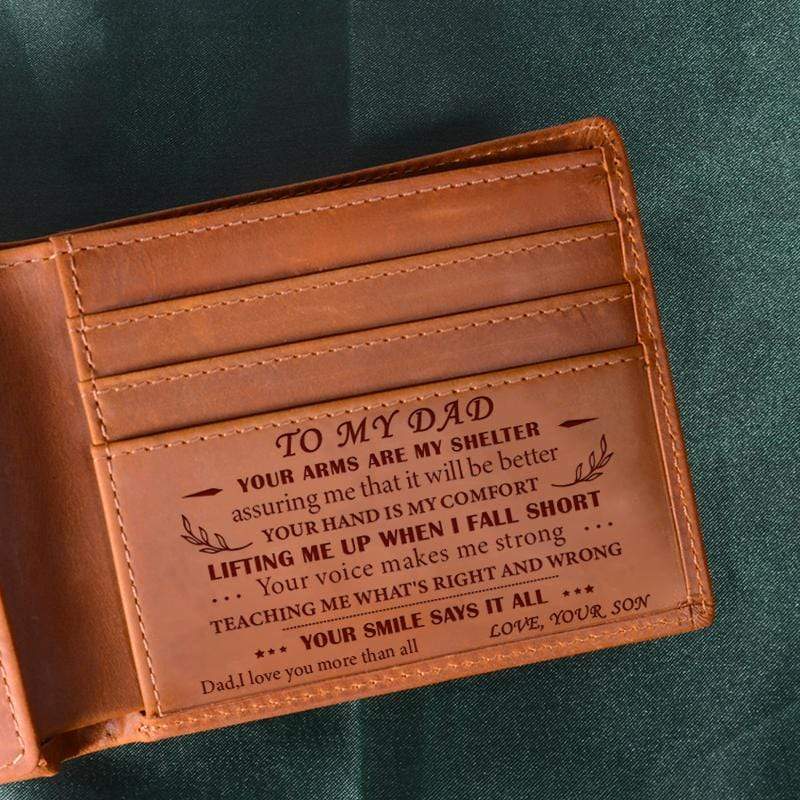 TO MY DAD
YOUR ARMS ARE MY SHELTER
assuring me that it will be better
YOUR HAND IS MY COMFORT
LIFTING ME UP WHEN I FALL SHORT
... Your voice makes me strong ...
TEACHING ME WHAT'S RIGHT AND WRONG
*** YOUR SMILE SAYS IT ALL ***
Dad,I love you more than all
LOVE, YOUR SON